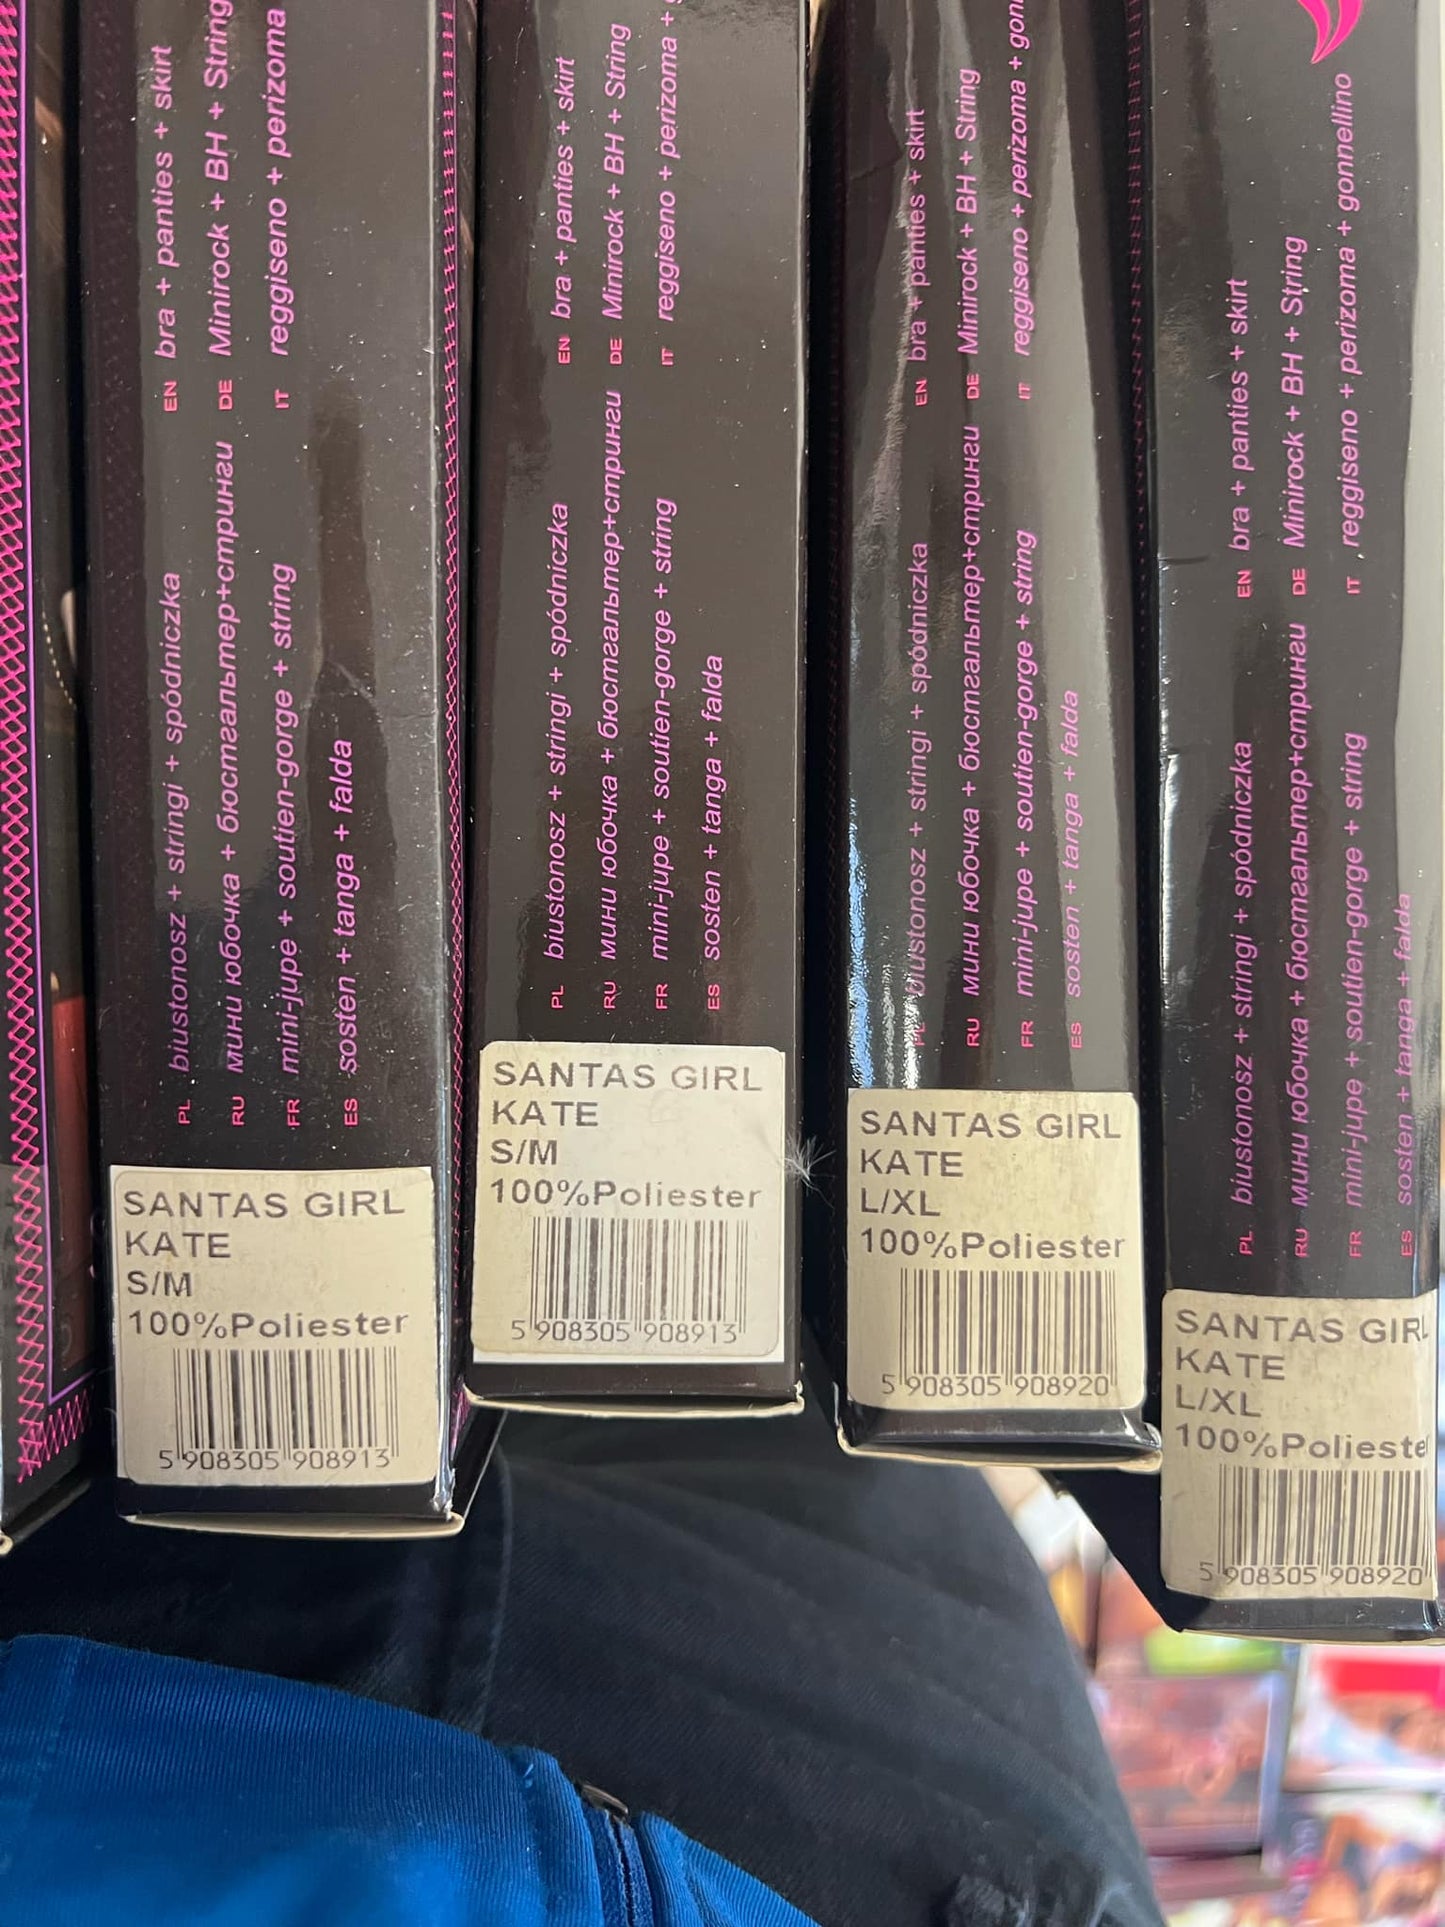 PL biustonosz + stringi + spódniczka
EN bra + panties + skirt
RU мини юбочка + бюстгальтер+стринги
DE Minirock + BH + String
FR mini-jupe + soutien-gorge + string
IT reggiseno + perizoma
ES sosten + tanga + falda
SANTAS GIRL
KATE
S/M
100%Poliester
5 908305 908913
PL biustonosz + stringi + spódniczka
EN bra + panties + skirt
RU мини юбочка + бюстгальтер+стринги
DE Minirock + BH + String
FR mini-jupe + soutien-gorge + string
IT reggiseno + perizoma +
ES sosten + tanga + falda
SANTAS GIRL
KATE
S/M
100%Poliester
5 908305 908913
PL biustonosz + stringi + spódniczka
EN bra + panties + skirt
RU мини юбочка + бюстгальтер+стринги
DE Minirock + BH + String
FR mini-jupe + soutien-gorge + string
IT reggiseno + perizoma + gon
ES sosten + tanga + falda
SANTAS GIRL
KATE
L/XL
100%Poliester
5 908305 908920
PL biustonosz + stringi + spódniczka
EN bra + panties + skirt
RU мини юбочка + бюстгальтер+стринги
DE Minirock + BH + String
FR mini-jupe + soutien-gorge + string
IT reggiseno + perizoma + gonnellino
ES sosten + tanga + falda
SANTAS GIRL
KATE
L/XL
100%Polieste
5 908305 908920